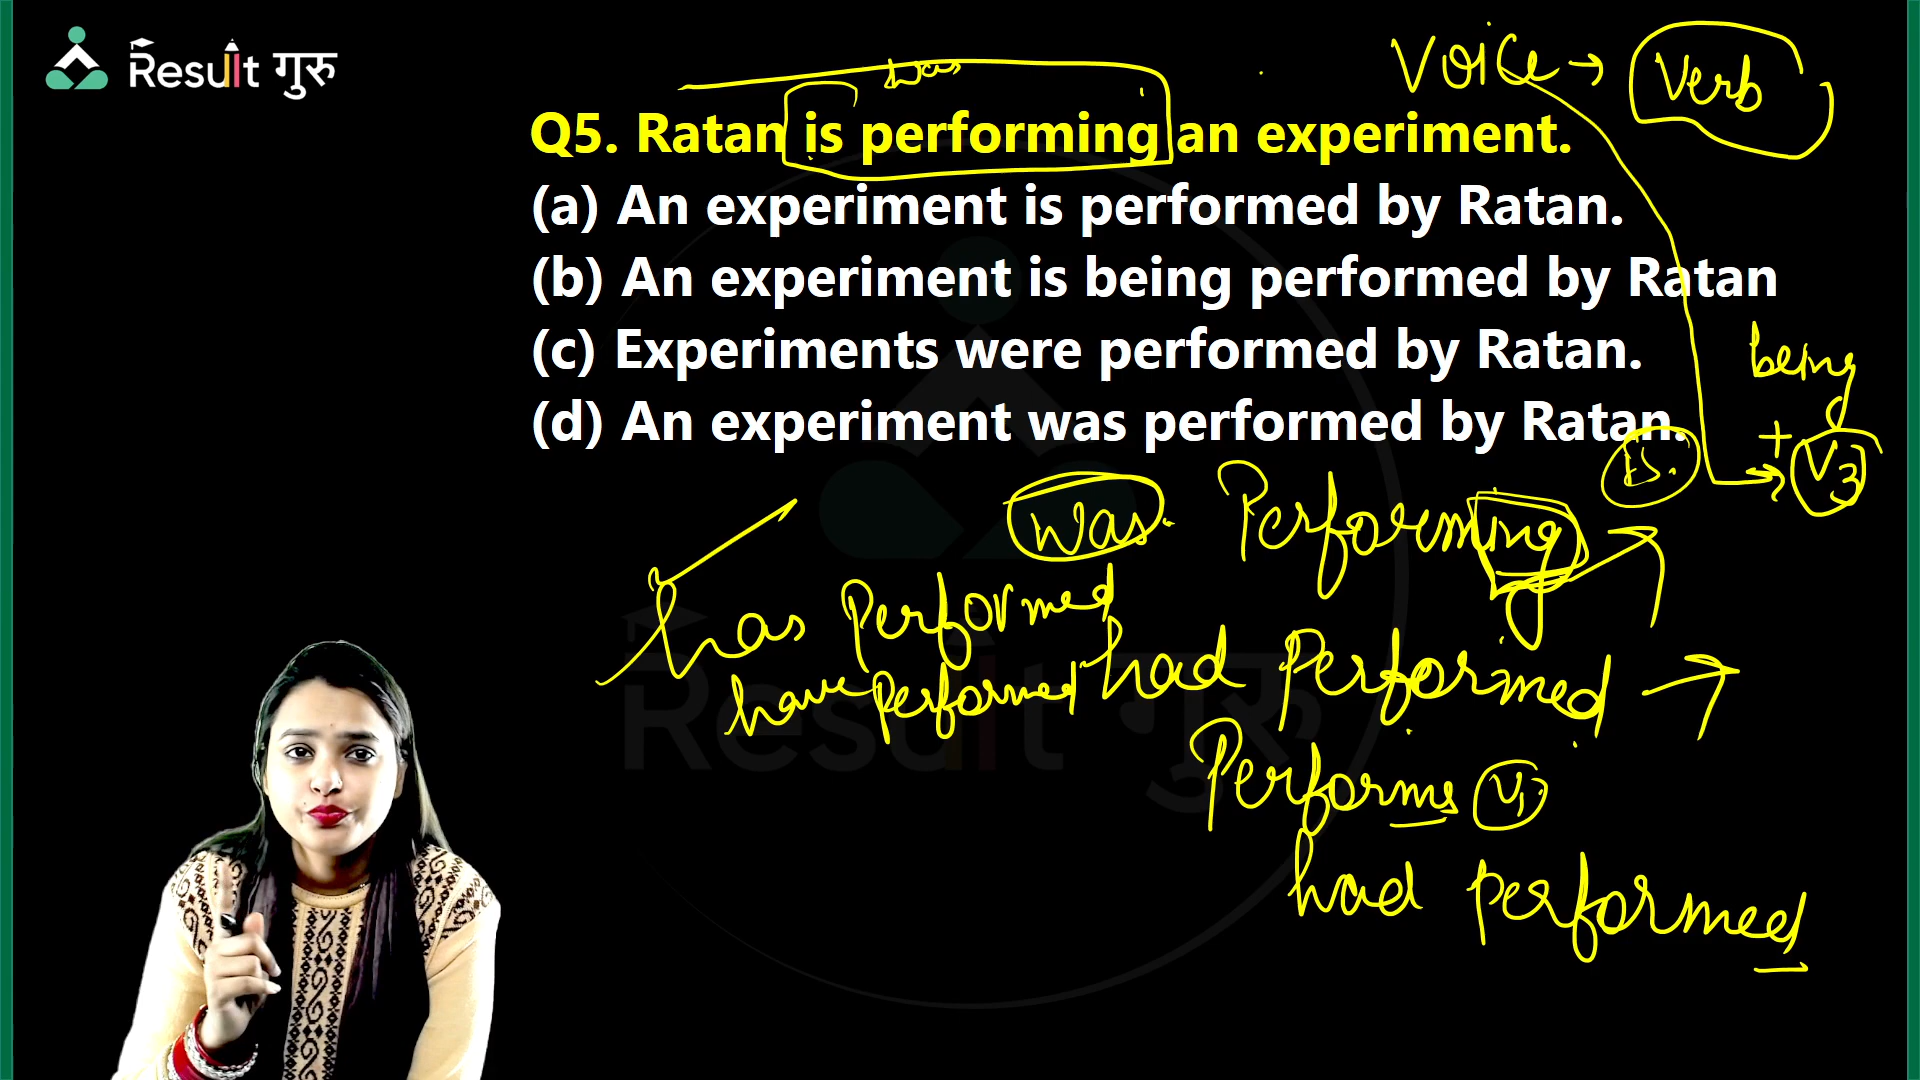 Result गुरु
Voice → Verb
was
Q5. Ratan is performing an experiment.
(a) An experiment is performed by Ratan.
(b) An experiment is being performed by Ratan
(c) Experiments were performed by Ratan.
(d) An experiment was performed by Ratan.
being
+ V3
was. Performing
has Performed
have performed had Performed →
Performs V1
had performed
Result गुरु